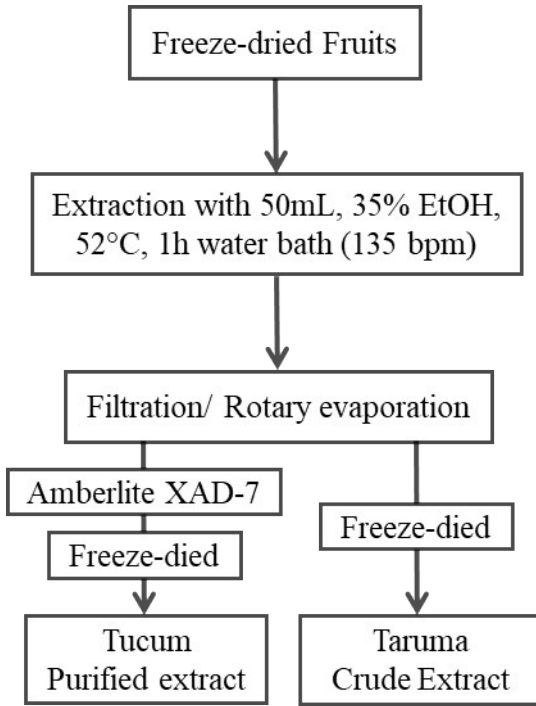 Freeze-dried Fruits
Extraction with 50mL, 35% EtOH,
52°C, 1h water bath (135 bpm)
Filtration/ Rotary evaporation
Amberlite XAD-7
Freeze-died
Freeze-died
Tucum
Purified extract
Taruma
Crude Extract